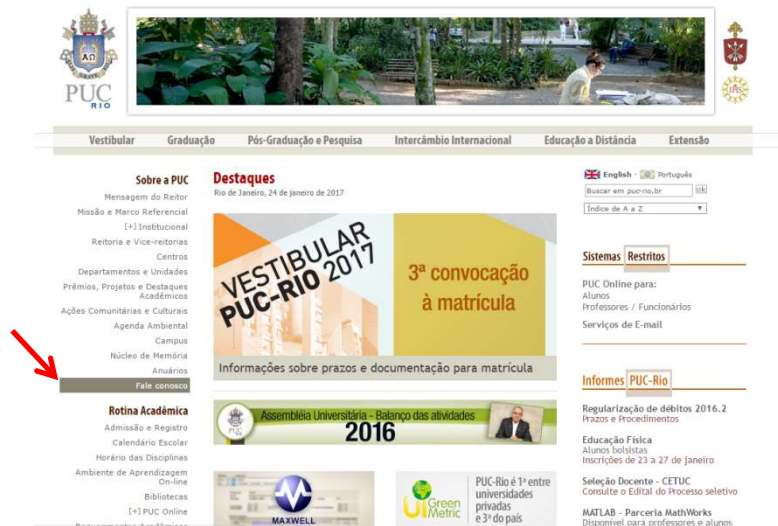 PUC
RIO
Vestibular
Graduação
Pós-Graduação e Pesquisa
Intercâmbio Internacional
Educação a Distância
Extensão
Sobre a PUC
Mensagem do Reitor
Missão e Marco Referencial
[+] Institucional
Reitoria e Vice-reitorias
Centros
Departamentos e Unidades
Prêmios, Projetos e Destaques
Acadêmicos
Ações Comunitárias e Culturais
Agenda Ambiental
Campus
Núcleo de Memória
Anuários
Fale conosco
Rotina Acadêmica
Admissão e Registro
Calendário Escolar
Horário das Disciplinas
Ambiente de Aprendizagem
On-line
Bibliotecas
[+] PUC Online
Requerimentos Acadêmicos
Destaques
Rio de Janeiro, 24 de janeiro de 2017
VESTIBULAR
PUC-RIO 2017
3ª convocação
à matrícula
Informações sobre prazos e documentação para matrícula
Assembléia Universitária - Balanço das atividades
2016
MAXWELL
UI Green
Metric
PUC-Rio é 1ª entre
universidades
privadas
e 3ª do país
English - Português
Buscar em puc-rio.br
ok
Índice de A a Z
Sistemas Restritos
PUC Online para:
Alunos
Professores / Funcionários
Serviços de E-mail
Informes PUC-Rio
Regularização de débitos 2016.2
Prazos e Procedimentos
Educação Física
Alunos bolsistas
Inscrições de 23 a 27 de janeiro
Seleção Docente - CETUC
Consulte o Edital do Processo seletivo
MATLAB - Parceria MathWorks
Disponível para professores e alunos